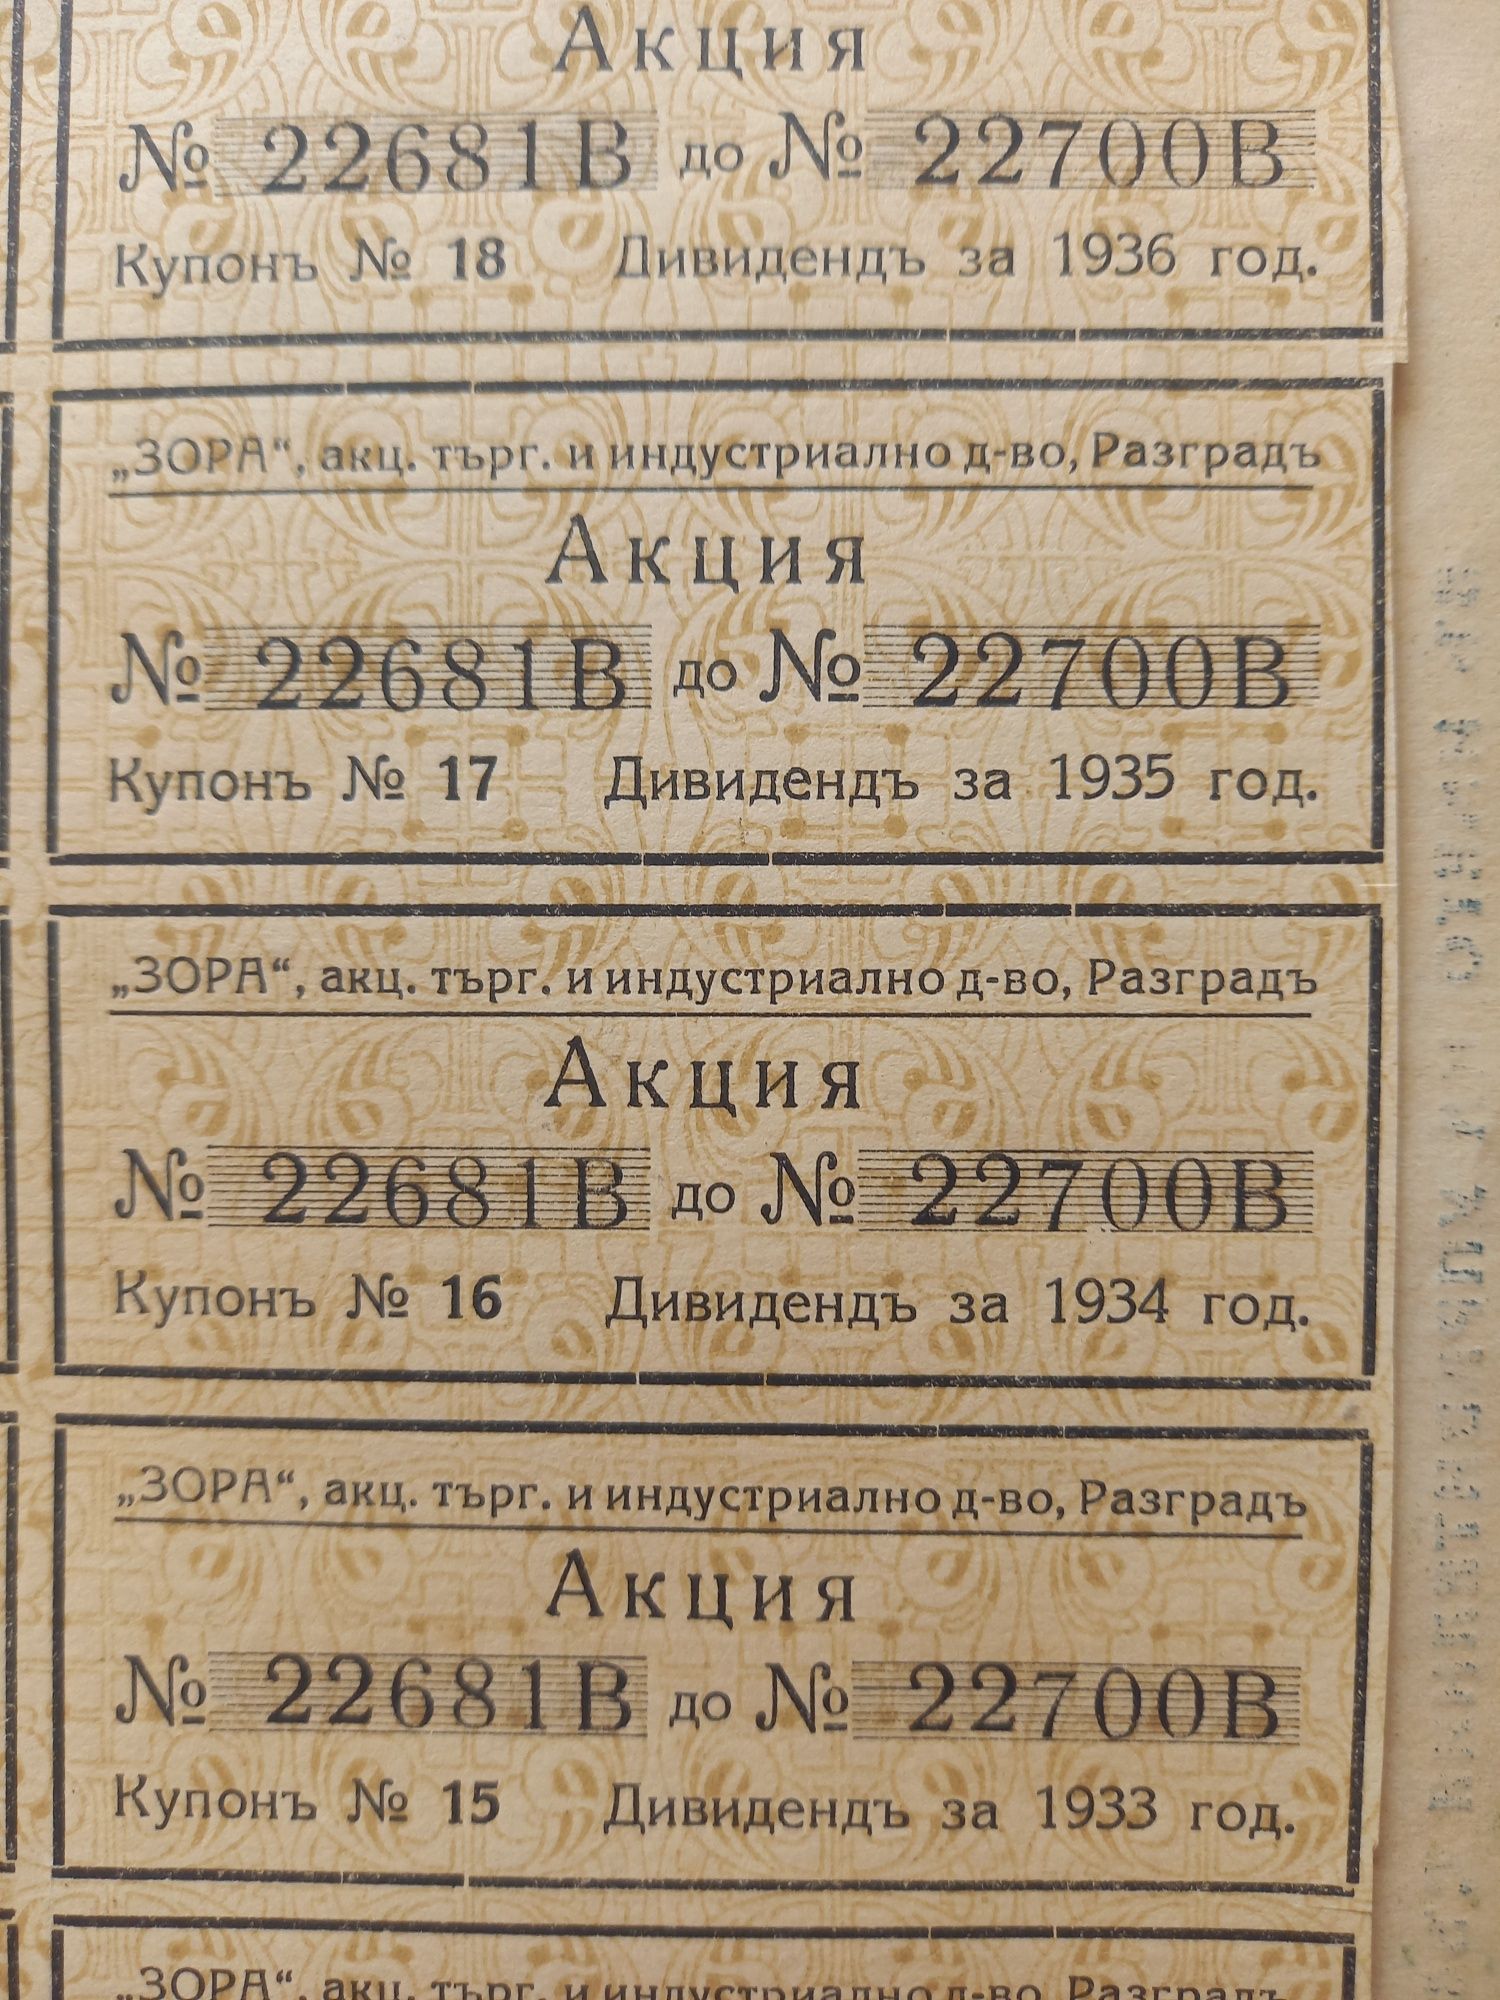 Акция
№ 22681В до № 22700В
Купонъ № 18 Дивидендъ за 1936 год.
„ЗОРА“, акц. търг. и индустриално д-во, Разградъ
Акция
№ 22681В до № 22700В
Купонъ № 17 Дивидендъ за 1935 год.
„ЗОРА“, акц. търг. и индустриално д-во, Разградъ
Акция
№ 22681В до № 22700В
Купонъ № 16 Дивидендъ за 1934 год.
„ЗОРА“, акц. търг. и индустриално д-во, Разградъ
Акция
№ 22681В до № 22700В
Купонъ № 15 Дивидендъ за 1933 год.
„ЗОРА“, акц. търг. и индустриално д-во, Разградъ